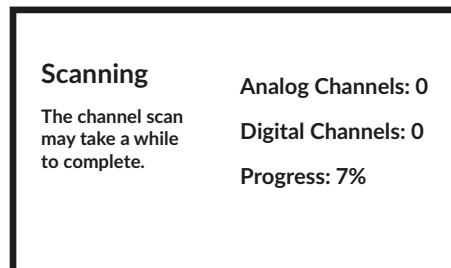 Scanning
The channel scan
may take a while
to complete.
Analog Channels: 0
Digital Channels: 0
Progress: 7%